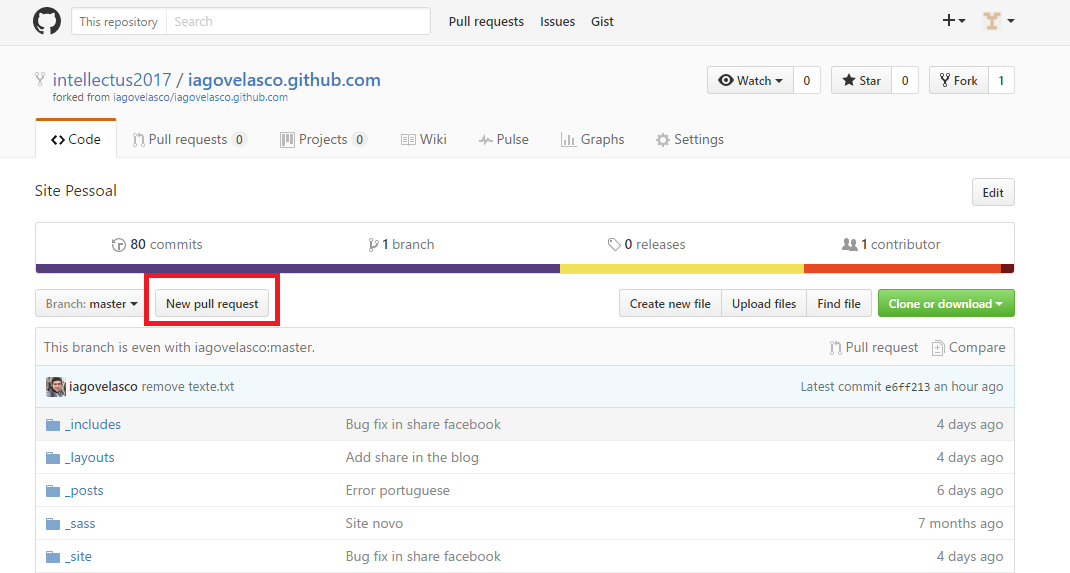 This repository Search Pull requests Issues Gist
intellectus2017 / iagovelasco.github.com Watch 0 Star 0 Fork 1
forked from iagovelasco/iagovelasco.github.com
Code Pull requests 0 Projects 0 Wiki Pulse Graphs Settings
Site Pessoal Edit
80 commits 1 branch 0 releases 1 contributor
Branch: master New pull request Create new file Upload files Find file Clone or download
This branch is even with iagovelasco:master. Pull request Compare
iagovelasco remove texte.txt Latest commit e6ff213 an hour ago
_includes Bug fix in share facebook 4 days ago
_layouts Add share in the blog 4 days ago
_posts Error portuguese 6 days ago
_sass Site novo 7 months ago
_site Bug fix in share facebook 4 days ago